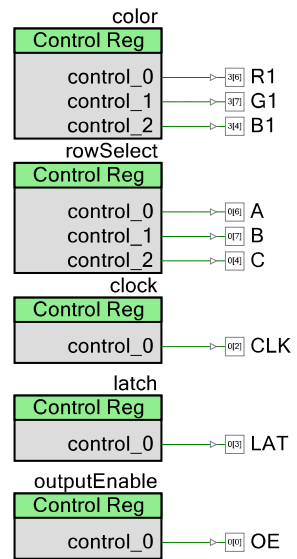 color
Control Reg
control_0 3[6] R1
control_1 3[7] G1
control_2 3[4] B1
rowSelect
Control Reg
control_0 0[6] A
control_1 0[7] B
control_2 0[4] C
clock
Control Reg
control_0 0[2] CLK
latch
Control Reg
control_0 0[3] LAT
outputEnable
Control Reg
control_0 0[0] OE